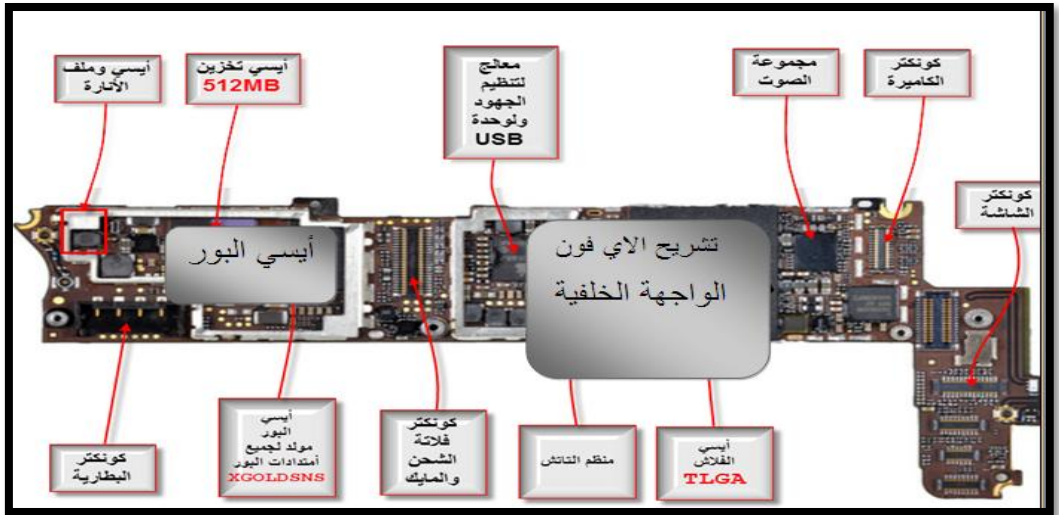 أيسي وملف
الأنارة
أيسي تخزين
512MB
معالج
لتنظيم
الجهود
ولوحدة
USB
مجموعة
الصوت
كونكتر
الكاميرة
كونكتر
الشاشة
أيسي البور
تشريح الاي فون
الواجهة الخلفية
كونكتر
البطارية
أيسي
البور
مولد لجميع
أمتدادات البور
XGOLDSNS
كونكتر
فلاتة
الشحن
والمايك
منظم التاتش
أيسي
الفلاش
TLGA